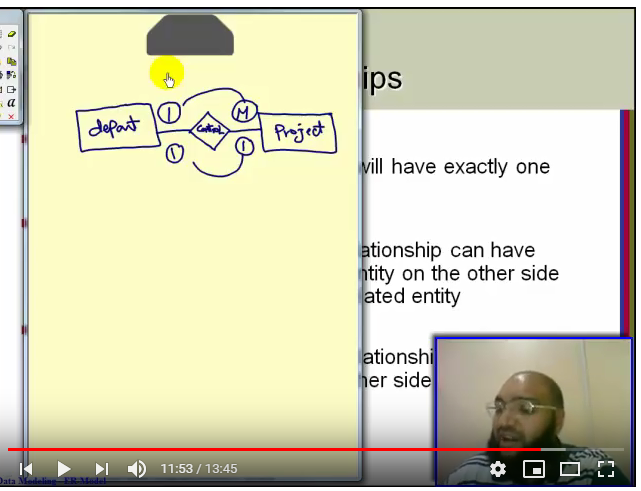 ips
1 M
depart control Project
1 1
will have exactly one
ationship can have
ntity on the other side
lated entity
ationshi
her side
11:53 / 13:45
Data Modeling - ER Model